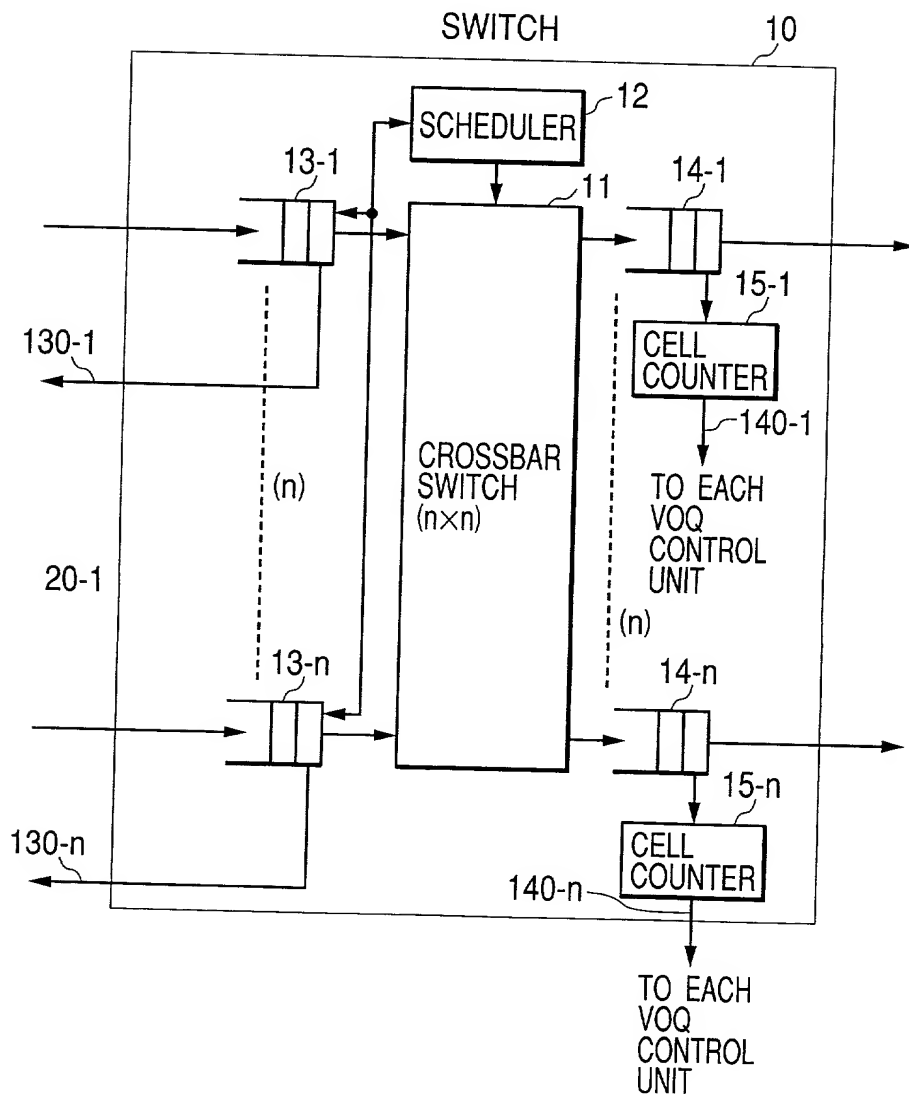 SWITCH
10
12
SCHEDULER
13-1
11
14-1
15-1
CELL
COUNTER
130-1
140-1
CROSSBAR
SWITCH
(n×n)
(n)
TO EACH
VOQ
CONTROL
UNIT
20-1
(n)
13-n
14-n
15-n
130-n
CELL
COUNTER
140-n
TO EACH
VOQ
CONTROL
UNIT